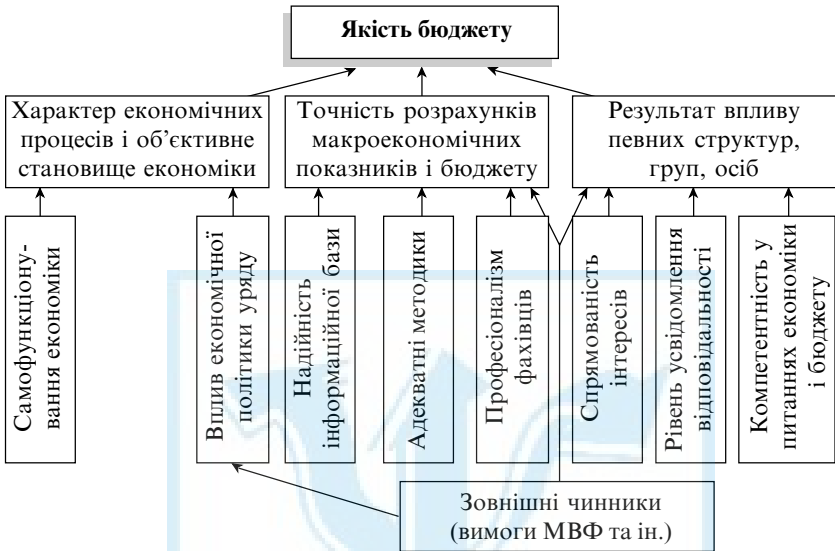 Якість бюджету
Характер економічних
процесів і об’єктивне
становище економіки
Точність розрахунків
макроекономічних
показників і бюджету
Результат впливу
певних структур,
груп, осіб
Самофункціону-
вання економіки
Вплив економічної
політики уряду
Надійність
інформаційної бази
Адекватні методики
Професіоналізм
фахівців
Спрямованість
інтересів
Рівень усвідомлення
відповідальності
Компетентність у
питаннях економіки
і бюджету
Зовнішні чинники
(вимоги МВФ та ін.)